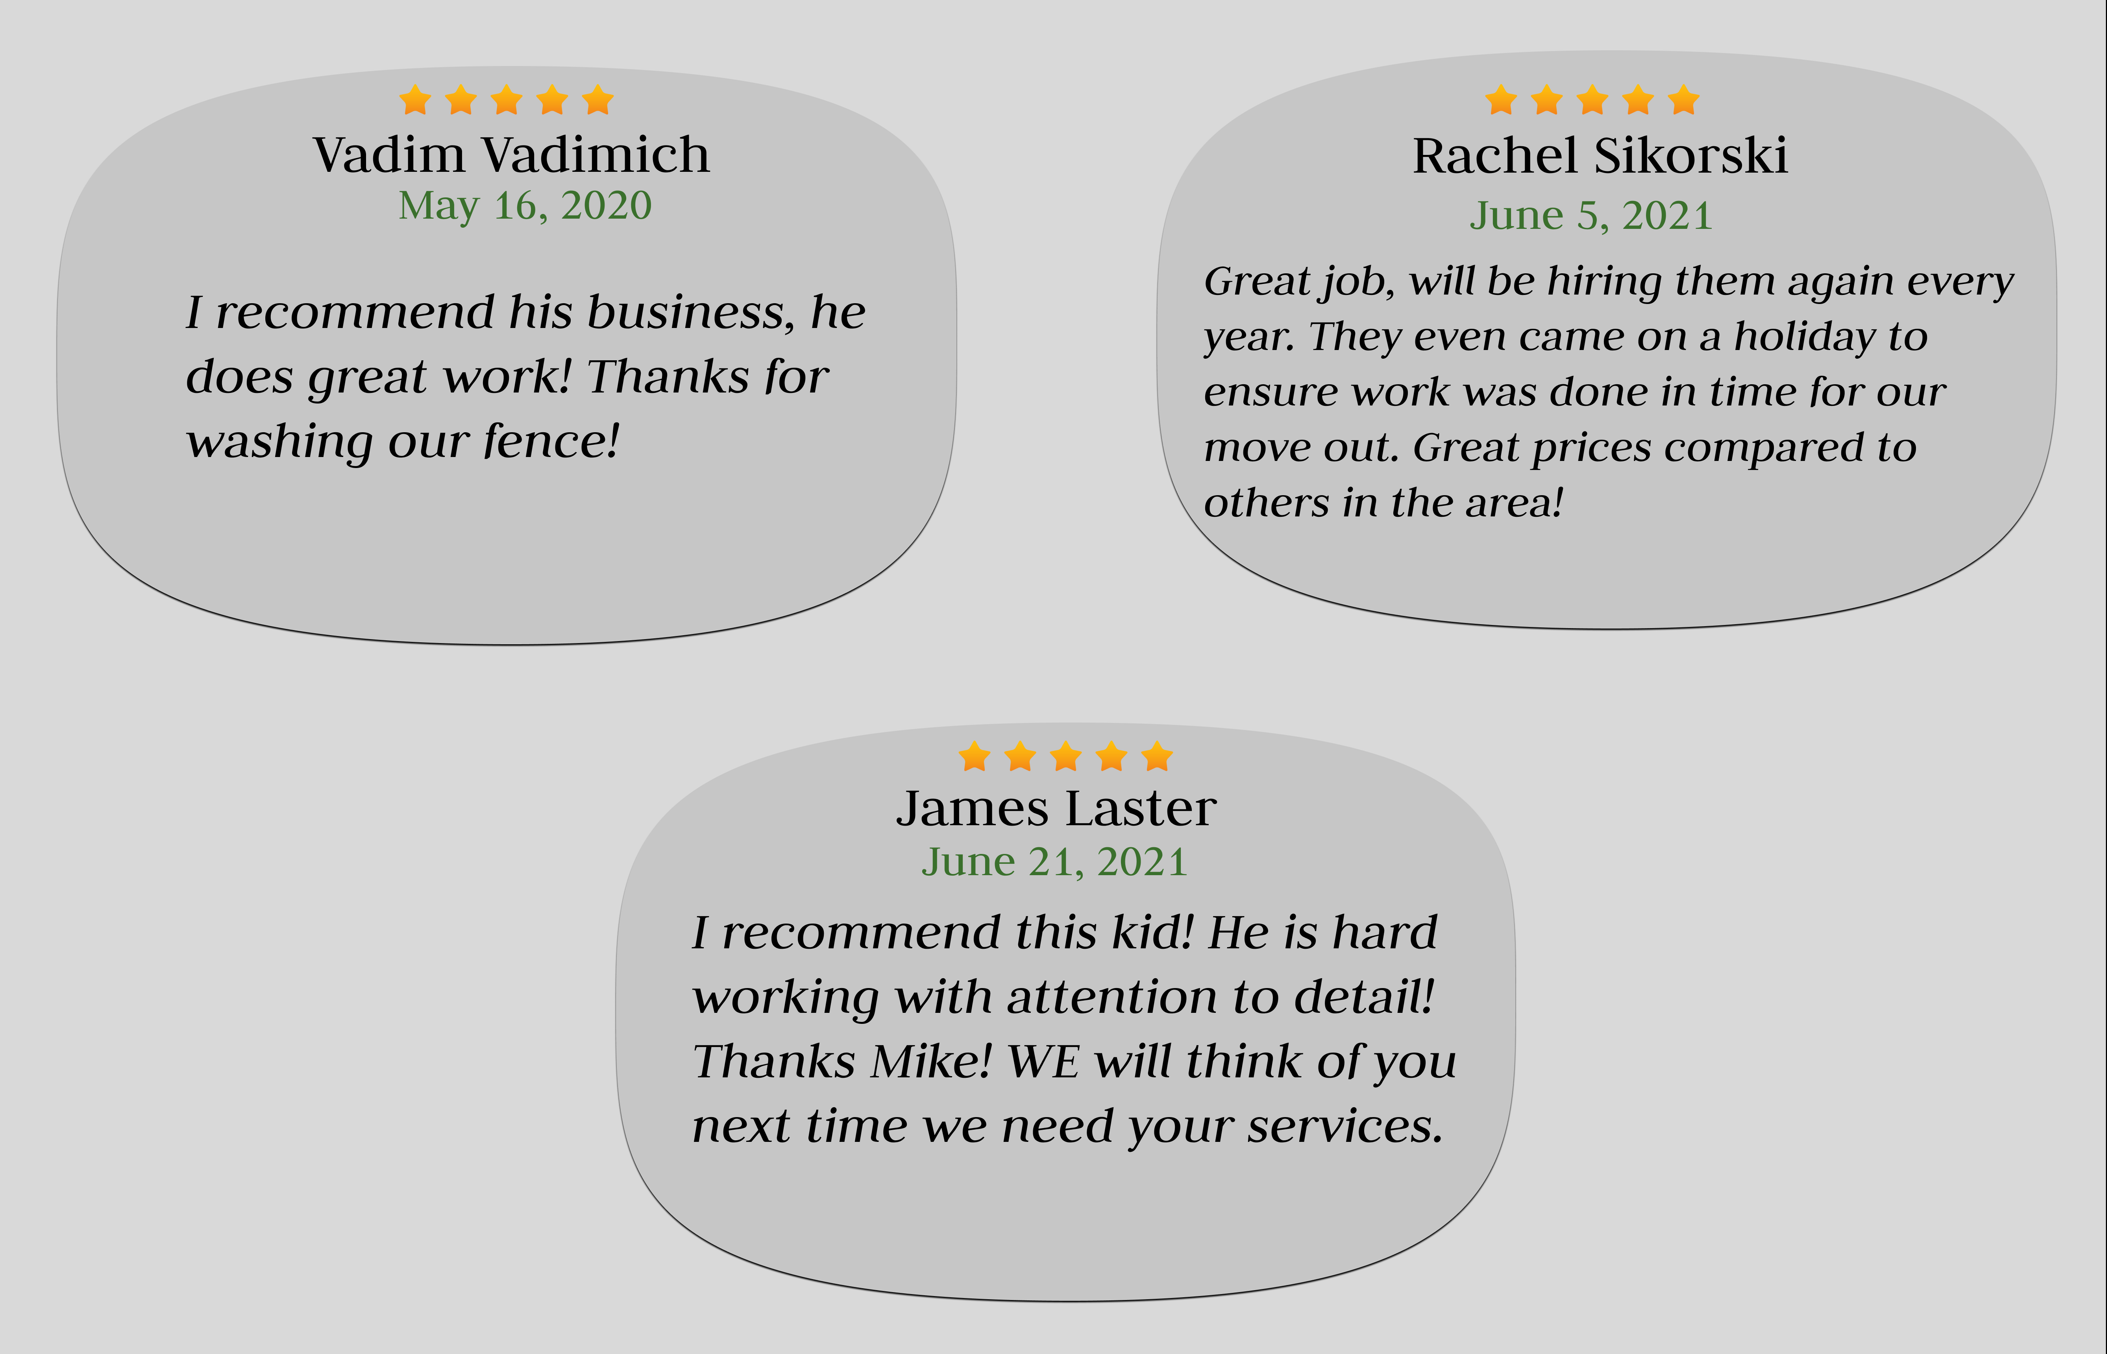 Vadim Vadimich
May 16, 2020
I recommend his business, he
does great work! Thanks for
washing our fence!
Rachel Sikorski
June 5, 2021
Great job, will be hiring them again every
year. They even came on a holiday to
ensure work was done in time for our
move out. Great prices compared to
others in the area!
James Laster
June 21, 2021
I recommend this kid! He is hard
working with attention to detail!
Thanks Mike! WE will think of you
next time we need your services.